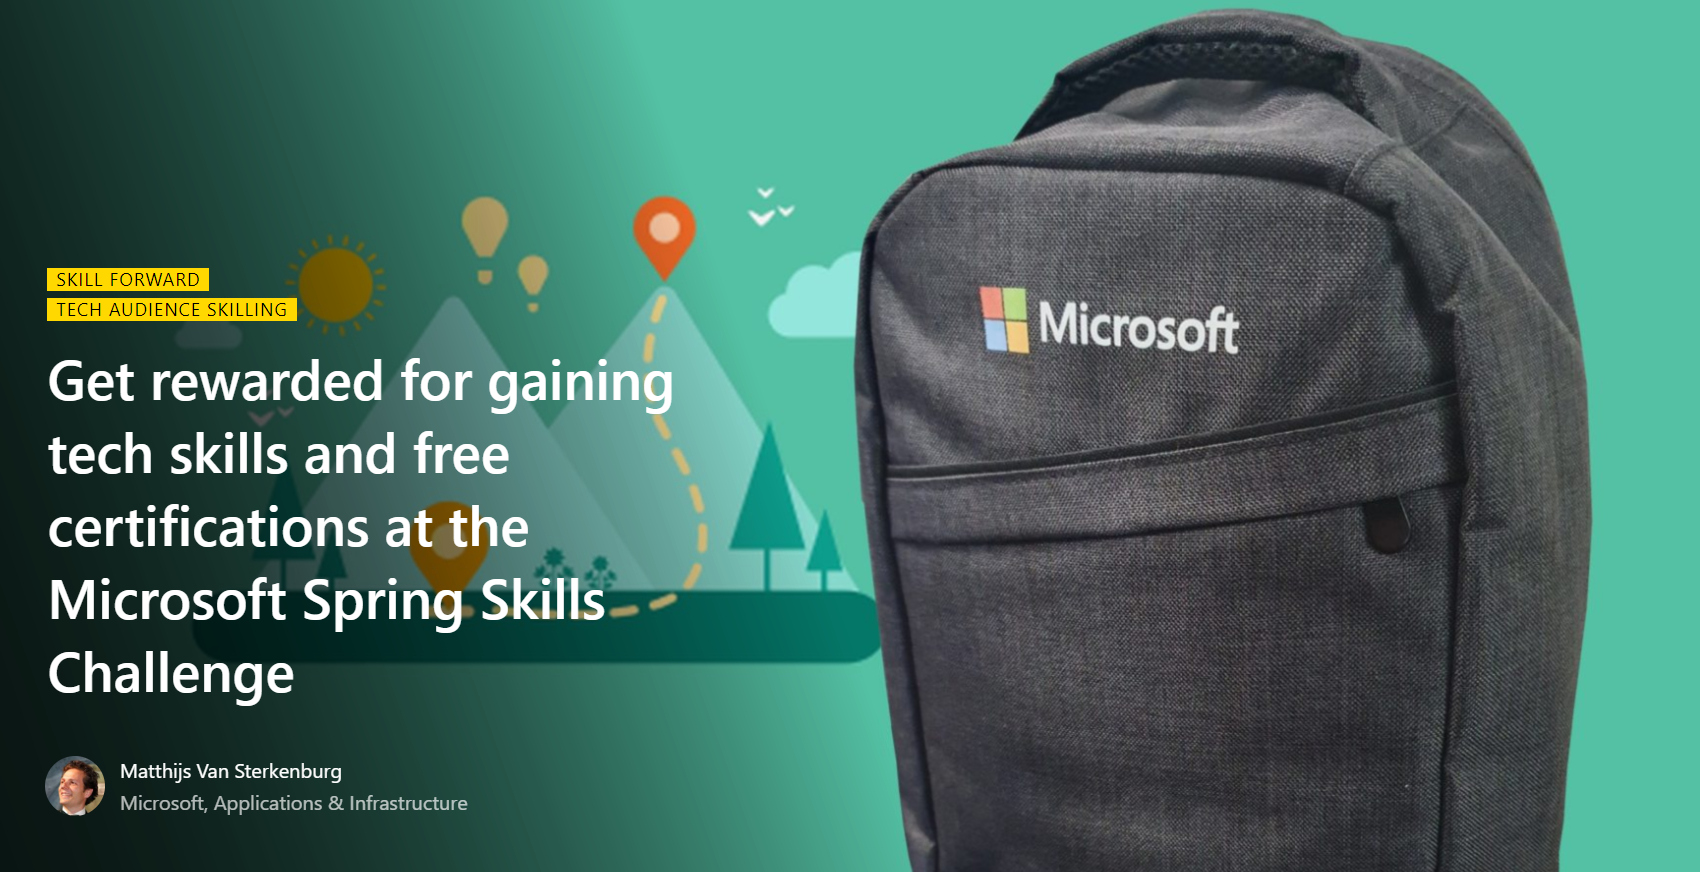 SKILL FORWARD
TECH AUDIENCE SKILLING
Get rewarded for gaining
tech skills and free
certifications at the
Microsoft Spring Skills
Challenge
Matthijs Van Sterkenburg
Microsoft, Applications & Infrastructure
Microsoft